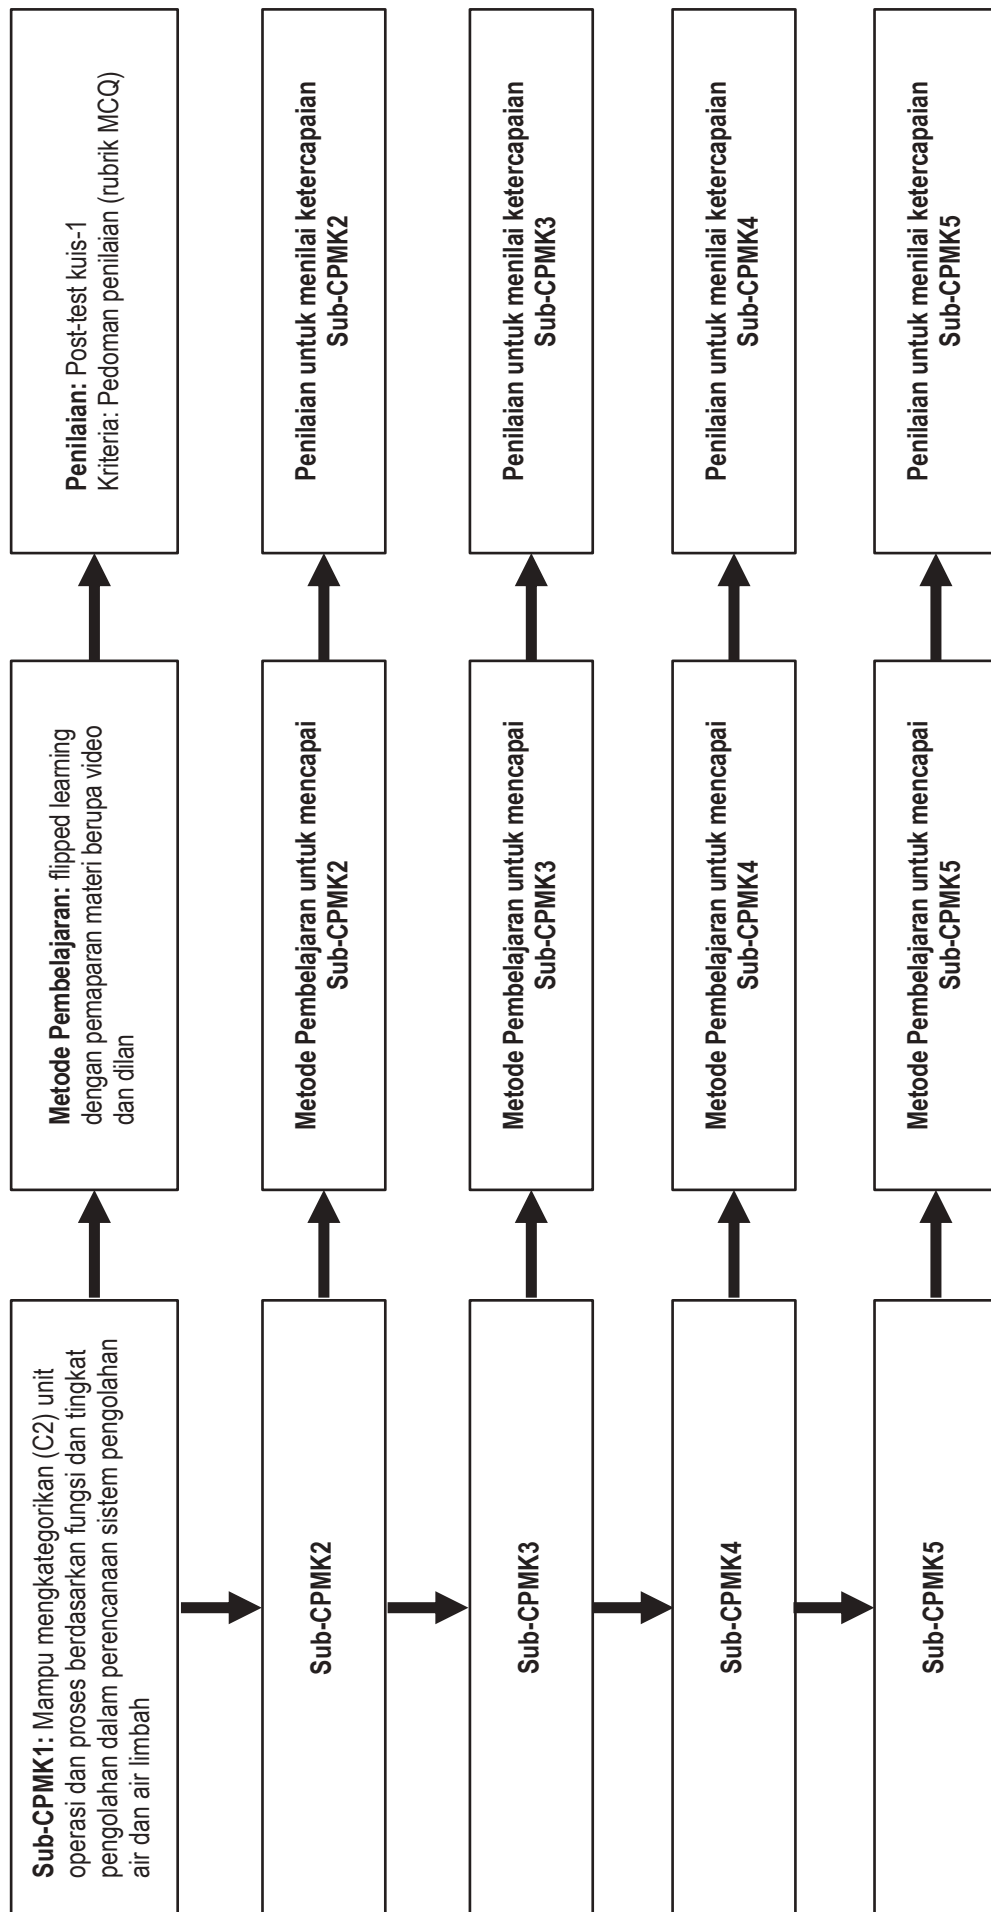 Sub-CPMK1: Mampu mengkategorikan (C2) unit
operasi dan proses berdasarkan fungsi dan tingkat
pengolahan dalam perencanaan sistem pengolahan
air dan air limbah
Metode Pembelajaran: flipped learning
dengan pemaparan materi berupa video
dan dilan
Penilaian: Post-test kuis-1
Kriteria: Pedoman penilaian (rubrik MCQ)
Sub-CPMK2
Metode Pembelajaran untuk mencapai
Sub-CPMK2
Penilaian untuk menilai ketercapaian
Sub-CPMK2
Sub-CPMK3
Metode Pembelajaran untuk mencapai
Sub-CPMK3
Penilaian untuk menilai ketercapaian
Sub-CPMK3
Sub-CPMK4
Metode Pembelajaran untuk mencapai
Sub-CPMK4
Penilaian untuk menilai ketercapaian
Sub-CPMK4
Sub-CPMK5
Metode Pembelajaran untuk mencapai
Sub-CPMK5
Penilaian untuk menilai ketercapaian
Sub-CPMK5